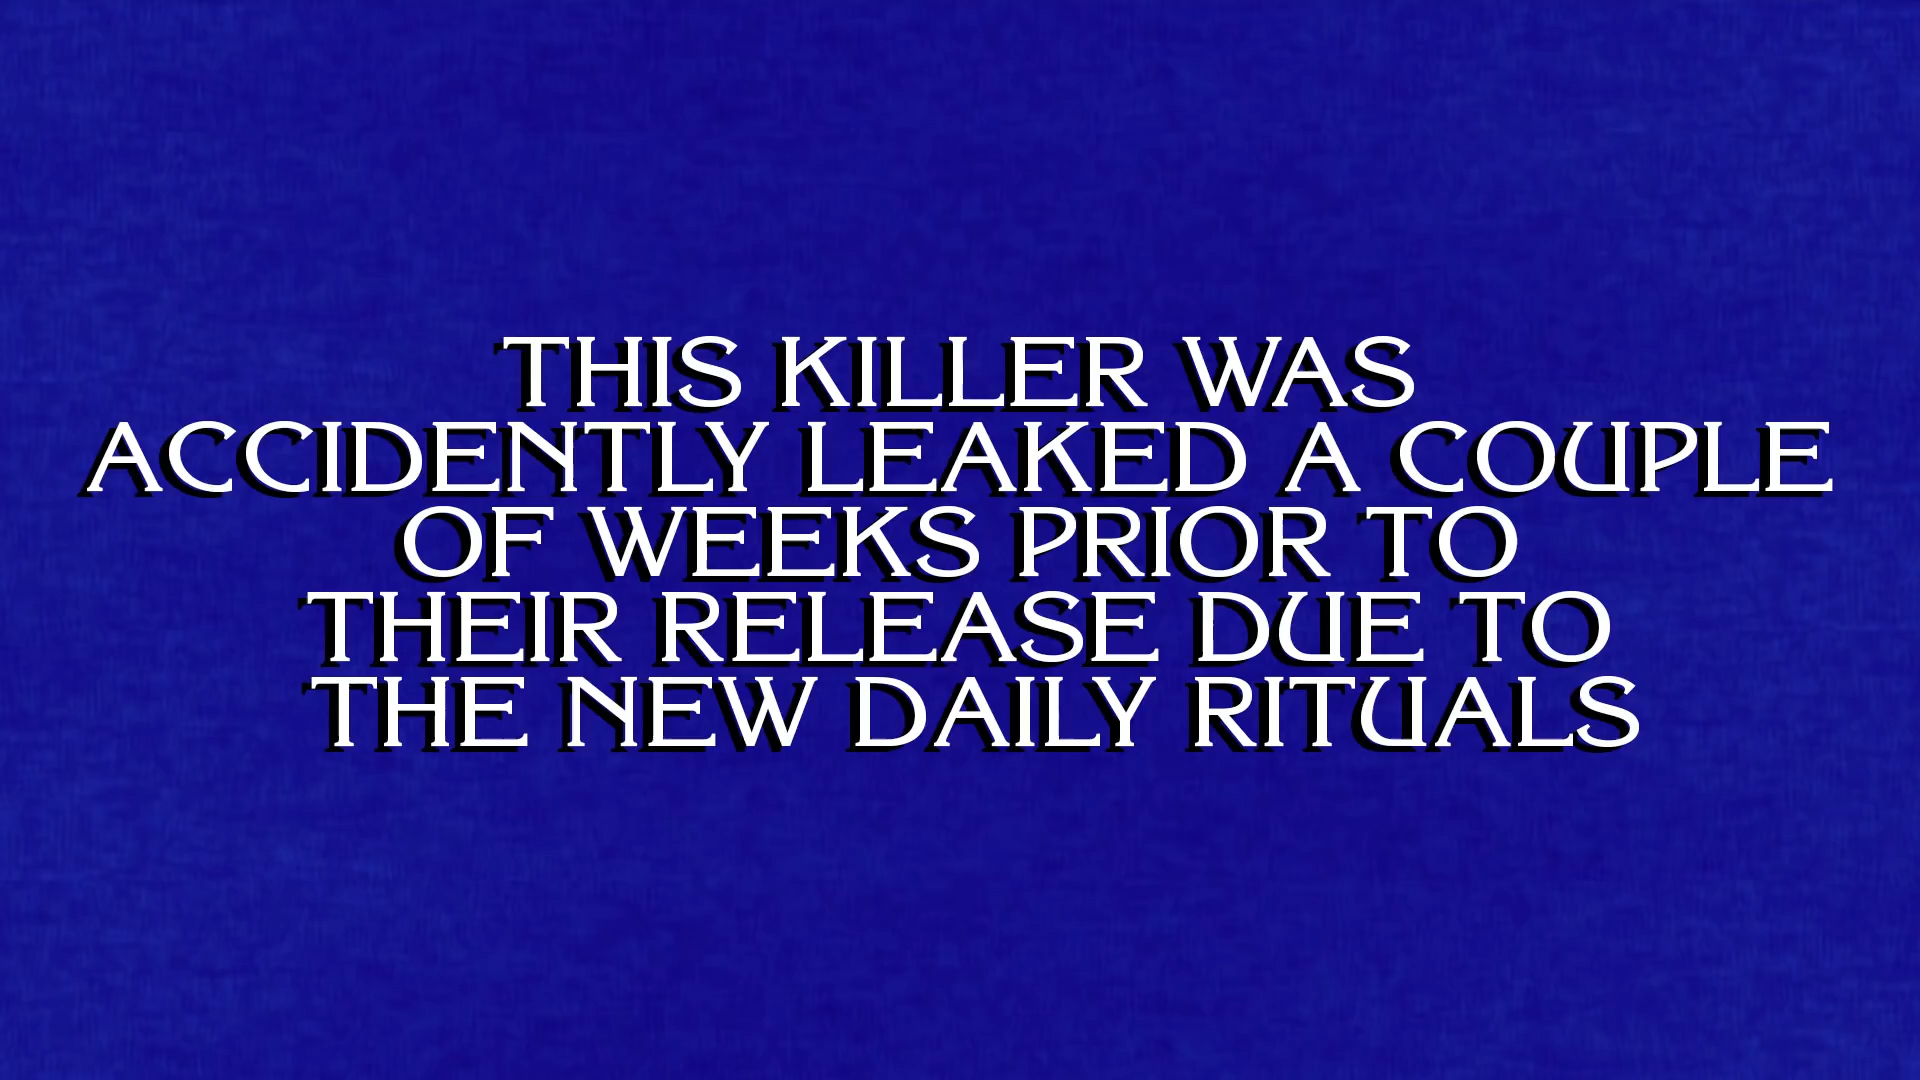 THIS KILLER WAS
ACCIDENTLY LEAKED A COUPLE
OF WEEKS PRIOR TO
THEIR RELEASE DUE TO
THE NEW DAILY RITUALS